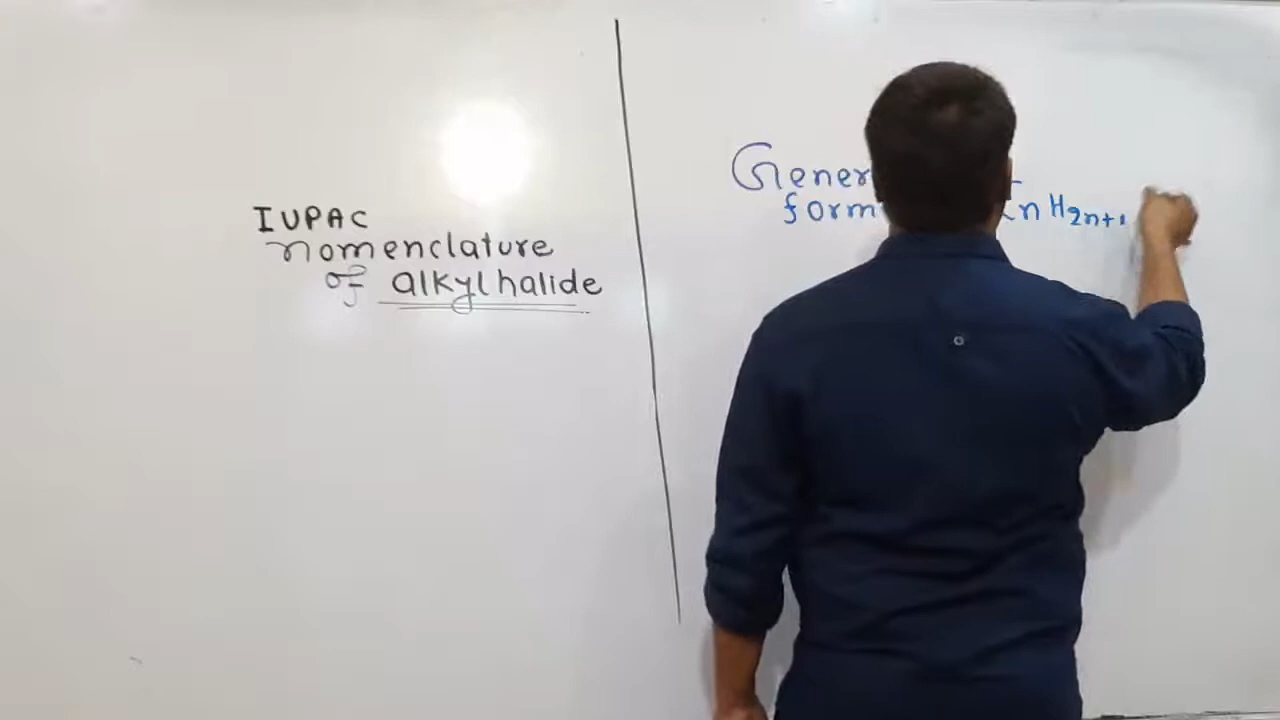 IUPAC
nomenclature
of alkylhalide
Gener
form nH2n+1